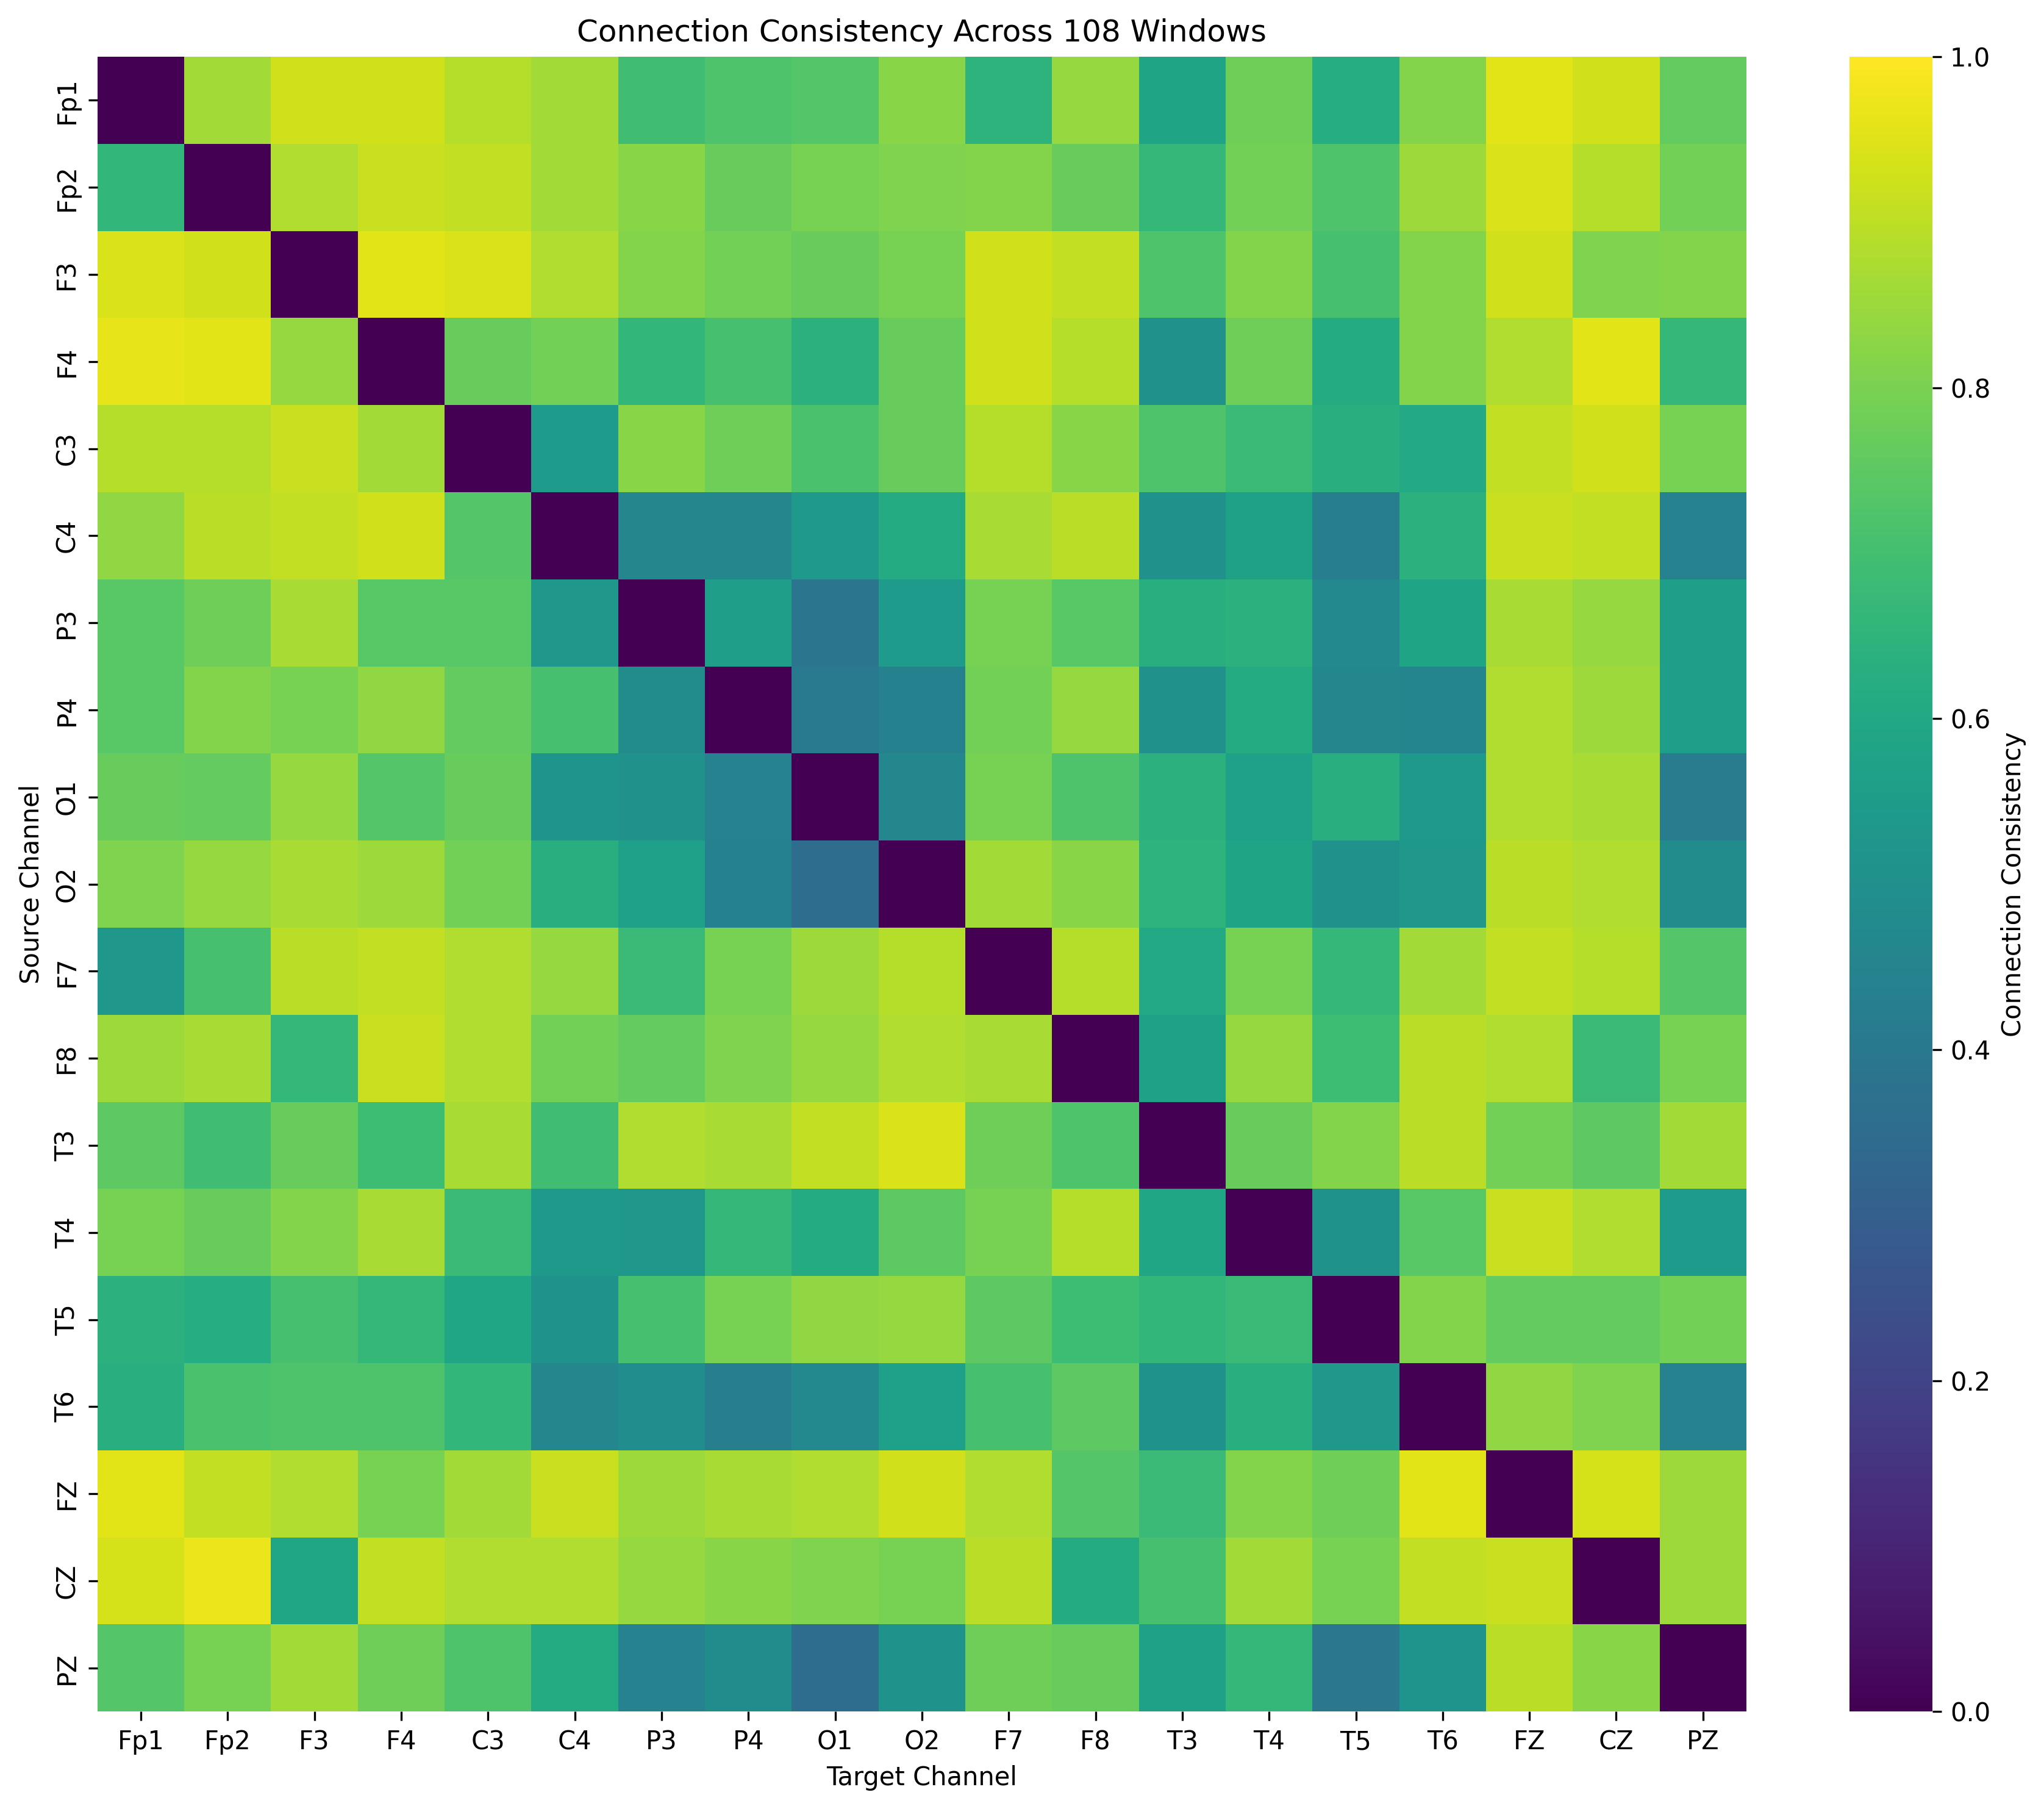 Connection Consistency Across 108 Windows
Fp1
Fp2
F3
F4
C3
C4
P3
P4
O1
O2
F7
F8
T3
T4
T5
T6
FZ
CZ
PZ
Source Channel
Fp1 Fp2 F3 F4 C3 C4 P3 P4 O1 O2 F7 F8 T3 T4 T5 T6 FZ CZ PZ
Target Channel
1.0
0.8
0.6
0.4
0.2
0.0
Connection Consistency